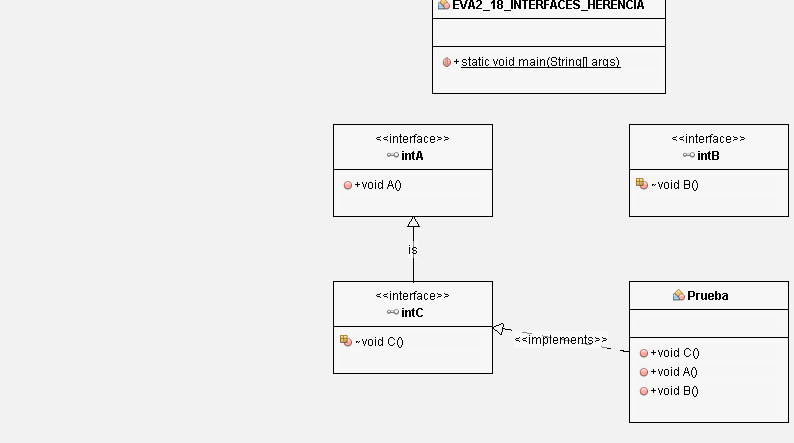 EVA2_18_INTERFACES_HERENCIA
+static void main(String[] args)
<<interface>>
intA
+void A()
<<interface>>
intB
~void B()
is
<<interface>>
intC
~void C()
<<implements>>
Prueba
+void C()
+void A()
+void B()